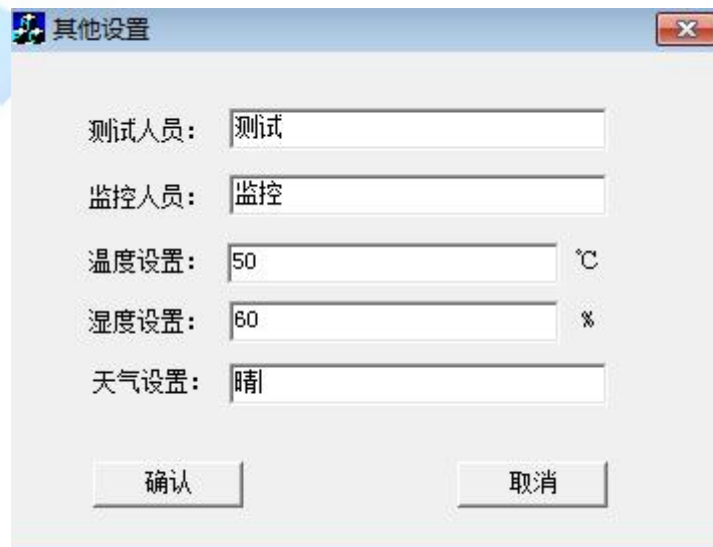 其他设置
测试人员： 测试
监控人员： 监控
温度设置： 50 ℃
湿度设置： 60 %
天气设置： 晴
确认 取消